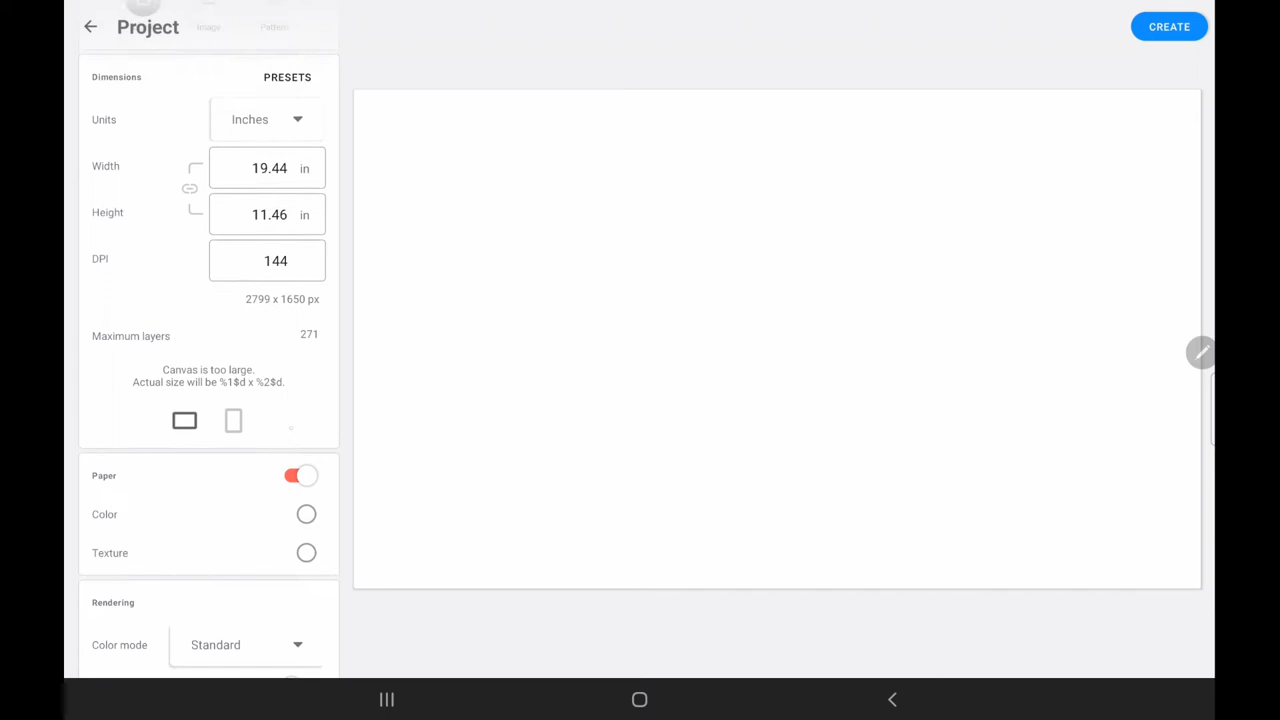 Project
Image
Pattern
CREATE
Dimensions
PRESETS
Units
Inches
Width
19.44 in
Height
11.46 in
DPI
144
2799 x 1650 px
Maximum layers
271
Canvas is too large.
Actual size will be %1$d x %2$d.
Paper
Color
Texture
Rendering
Color mode
Standard